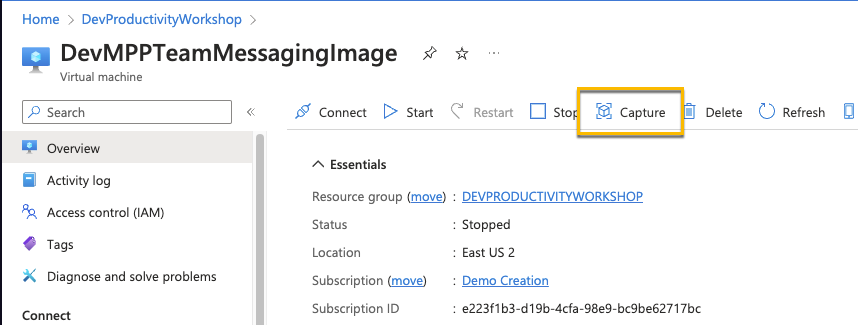 Home > DevProductivityWorkshop >
DevMPPTeamMessagingImage ...
Virtual machine
Search «
Connect Start Restart Stop Capture Delete Refresh
Overview
Activity log
Access control (IAM)
Tags
Diagnose and solve problems
Connect
Essentials
Resource group (move) : DEVPRODUCTIVITYWORKSHOP
Status : Stopped
Location : East US 2
Subscription (move) : Demo Creation
Subscription ID : e223f1b3-d19b-4cfa-98e9-bc9be62717bc